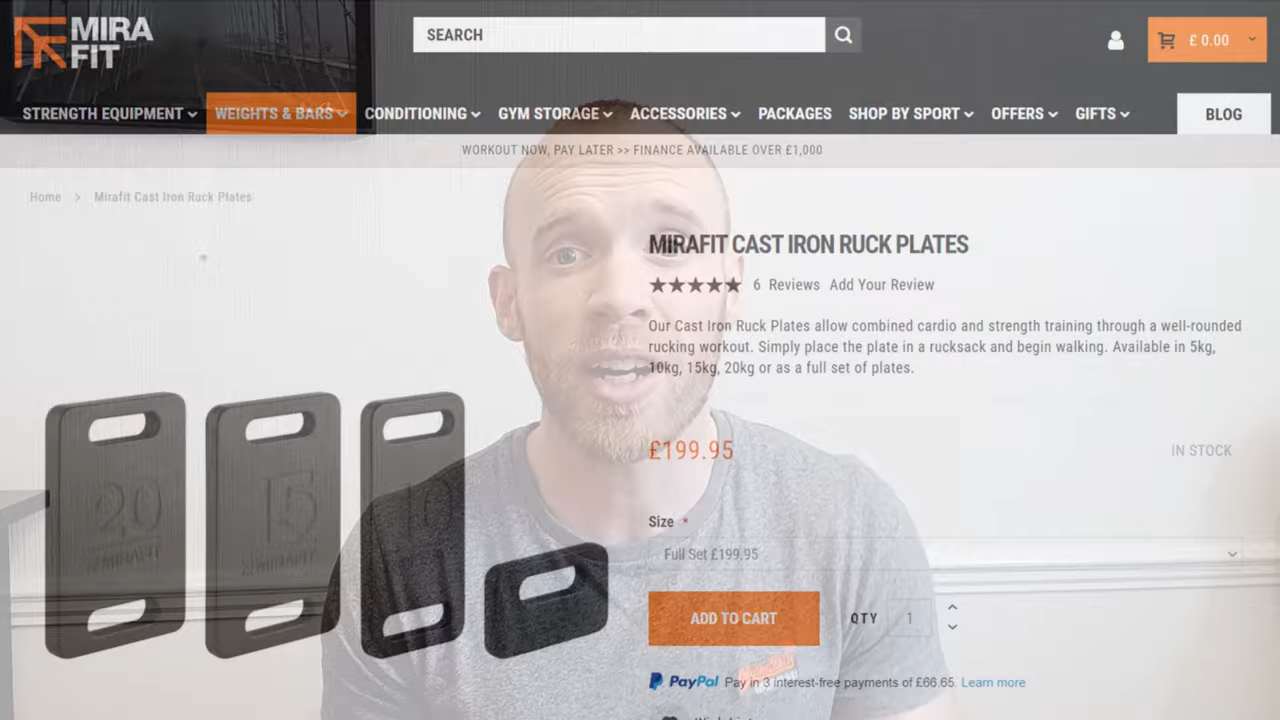 MIRA
FIT
SEARCH
£ 0.00
STRENGTH EQUIPMENT
WEIGHTS & BARS
CONDITIONING
GYM STORAGE
ACCESSORIES
PACKAGES
SHOP BY SPORT
OFFERS
GIFTS
BLOG
WORKOUT NOW, PAY LATER >> FINANCE AVAILABLE OVER £1,000
Home > Mirafit Cast Iron Ruck Plates
MIRAFIT CAST IRON RUCK PLATES
6 Reviews Add Your Review
Our Cast Iron Ruck Plates allow combined cardio and strength training through a well-rounded
rucking workout. Simply place the plate in a rucksack and begin walking. Available in 5kg,
10kg, 15kg, 20kg or as a full set of plates.
£199.95
IN STOCK
Size *
Full Set £199.95
ADD TO CART
QTY
1
PayPal Pay in 3 interest-free payments of £66.65. Learn more
20
15
10
MIRAFIT